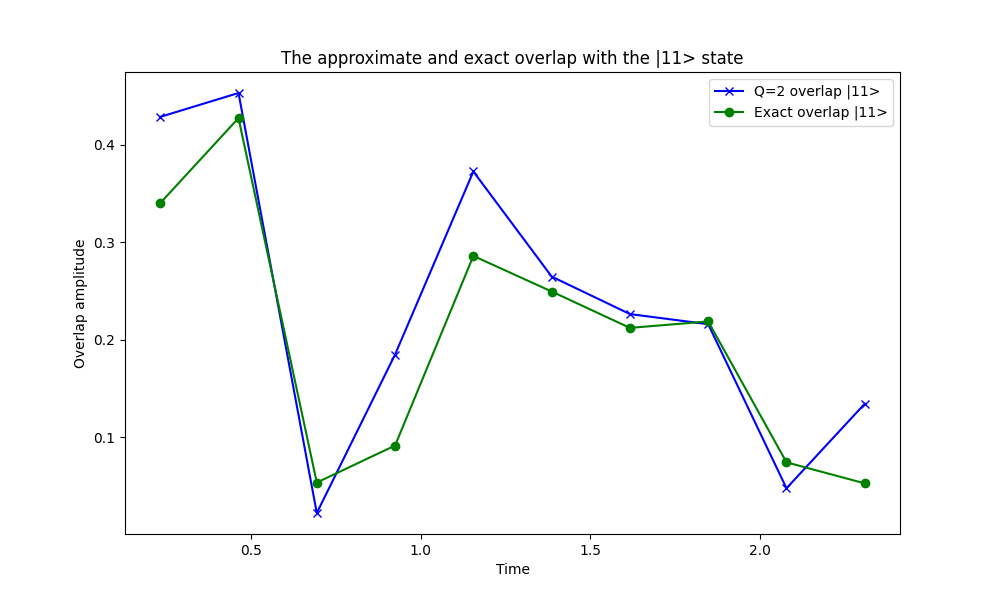 The approximate and exact overlap with the |11> state
Q=2 overlap |11>
Exact overlap |11>
Overlap amplitude
0.4
0.3
0.2
0.1
0.5
1.0
1.5
2.0
Time